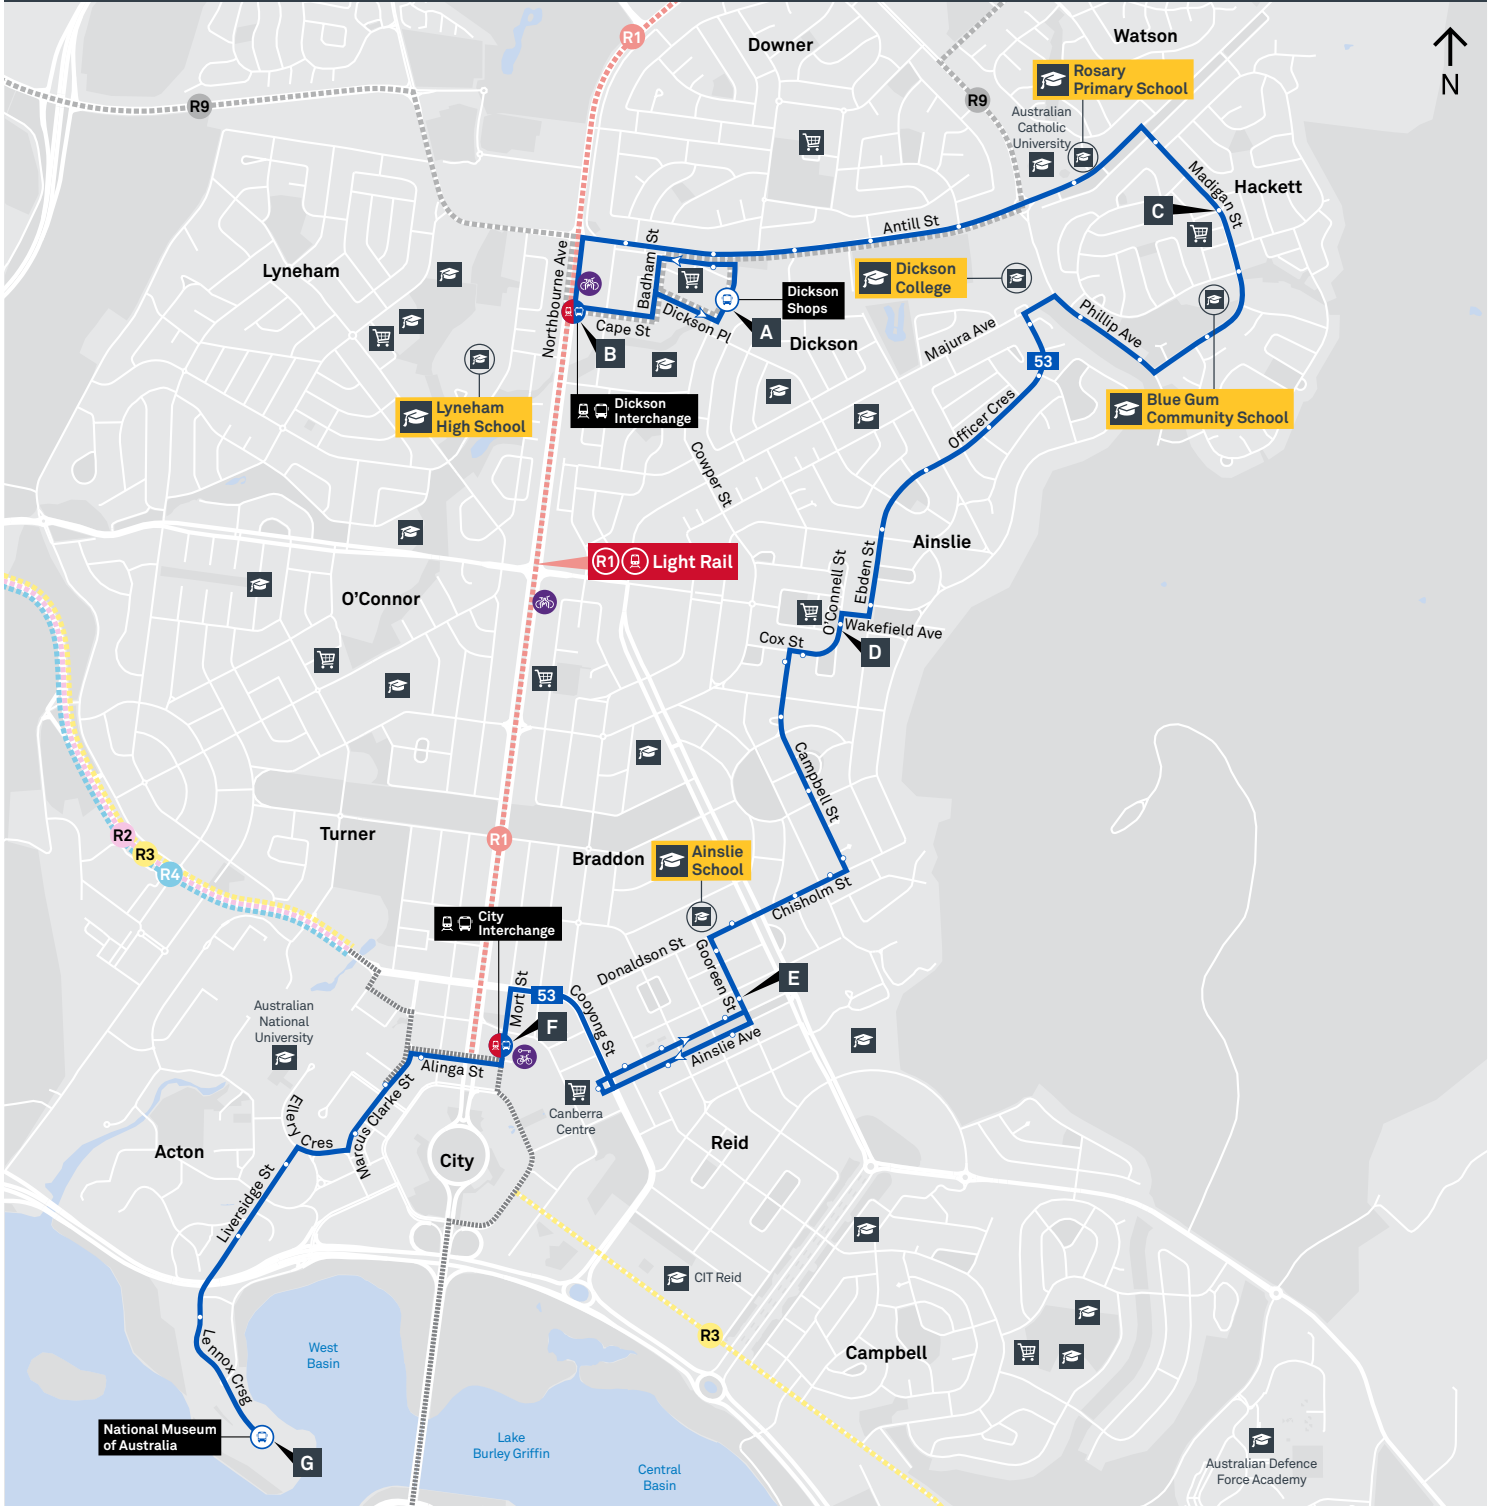 Watson
Downer
R1
N
Rosary
Primary School
R9
R9
Australian
Catholic
University
Madigan St
Hackett
C
Antill St
Badham St
Northbourne Ave
Lyneham
Dickson
College
Dickson
Shops
Dickson Pl
Cape St
A
B
Dickson
Majura Ave
Phillip Ave
53
Lyneham
High School
Dickson
Interchange
Blue Gum
Community School
Officer Cres
Cowper St
Ainslie
R1
Light Rail
O'Connell St
Ebden St
O'Connor
Wakefield Ave
Cox St
D
Campbell St
R2
R3
R4
Turner
R1
Braddon
Ainslie
School
Chisholm St
City
Interchange
Donaldson St
Gooreen St
E
Mort St
53
Cooyong St
F
Australian
National
University
Ainslie Ave
Alinga St
Marcus Clarke St
Ellery Cres
Canberra
Centre
Acton
Reid
City
Liversidge St
CIT Reid
R3
West
Basin
Campbell
Lennox Crsg
National Museum
of Australia
G
Lake
Burley Griffin
Central
Basin
Australian Defence
Force Academy